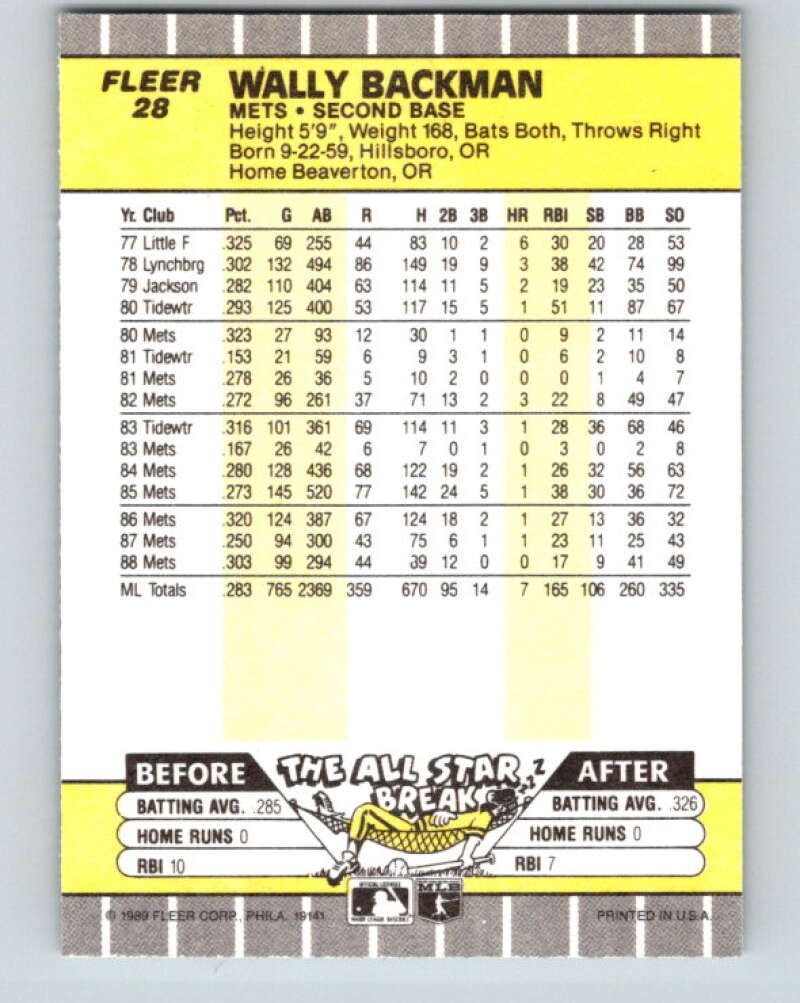 FLEER
28
WALLY BACKMAN
METS • SECOND BASE
Height 5'9", Weight 168, Bats Both, Throws Right
Born 9-22-59, Hillsboro, OR
Home Beaverton, OR
Yr. Club Pct. G AB R H 2B 3B HR RBI SB BB SO
77 Little F .325 69 255 44 83 10 2 6 30 20 28 53
78 Lynchbrg .302 132 494 86 149 19 9 3 38 42 74 99
79 Jackson .282 110 404 63 114 11 5 2 19 23 35 50
80 Tidewtr .293 125 400 53 117 15 5 1 51 11 87 67
80 Mets .323 27 93 12 30 1 1 0 9 2 11 14
81 Tidewtr .153 21 59 6 9 3 1 0 6 2 10 8
81 Mets .278 26 36 5 10 2 0 0 0 1 4 7
82 Mets .272 96 261 37 71 13 2 3 22 8 49 47
83 Tidewtr .316 101 361 69 114 11 3 1 28 36 68 46
83 Mets .167 26 42 6 7 0 1 0 3 0 2 8
84 Mets .280 128 436 68 122 19 2 1 26 32 56 63
85 Mets .273 145 520 77 142 24 5 1 38 30 36 72
86 Mets .320 124 387 67 124 18 2 1 27 13 36 32
87 Mets .250 94 300 43 75 6 1 1 23 11 25 43
88 Mets .303 99 294 44 39 12 0 0 17 9 41 49
ML Totals .283 765 2369 359 670 95 14 7 165 106 260 335
BEFORE THE ALL STAR BREAK ZZZZ AFTER
BATTING AVG. .285 BATTING AVG. .326
HOME RUNS 0 HOME RUNS 0
RBI 10 RBI 7
MLB
© 1989 FLEER CORP., PHILA. 19141 PRINTED IN U.S.A.